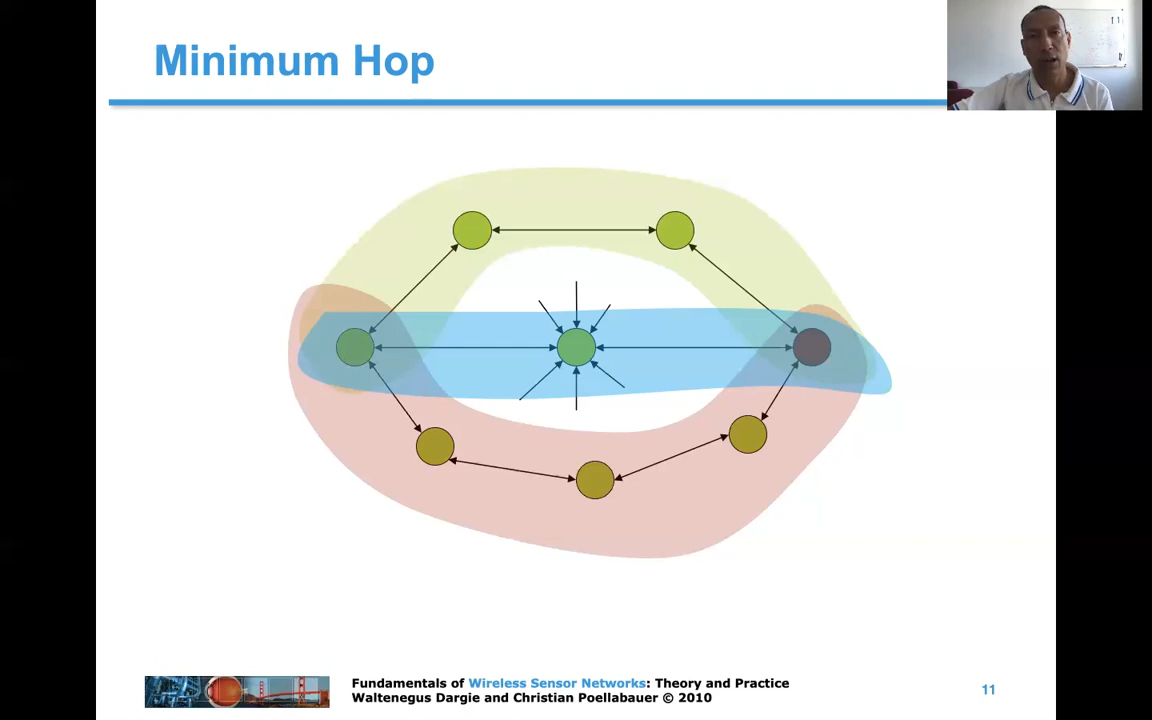 Minimum Hop
Fundamentals of Wireless Sensor Networks: Theory and Practice
Waltenegus Dargie and Christian Poellabauer © 2010
11